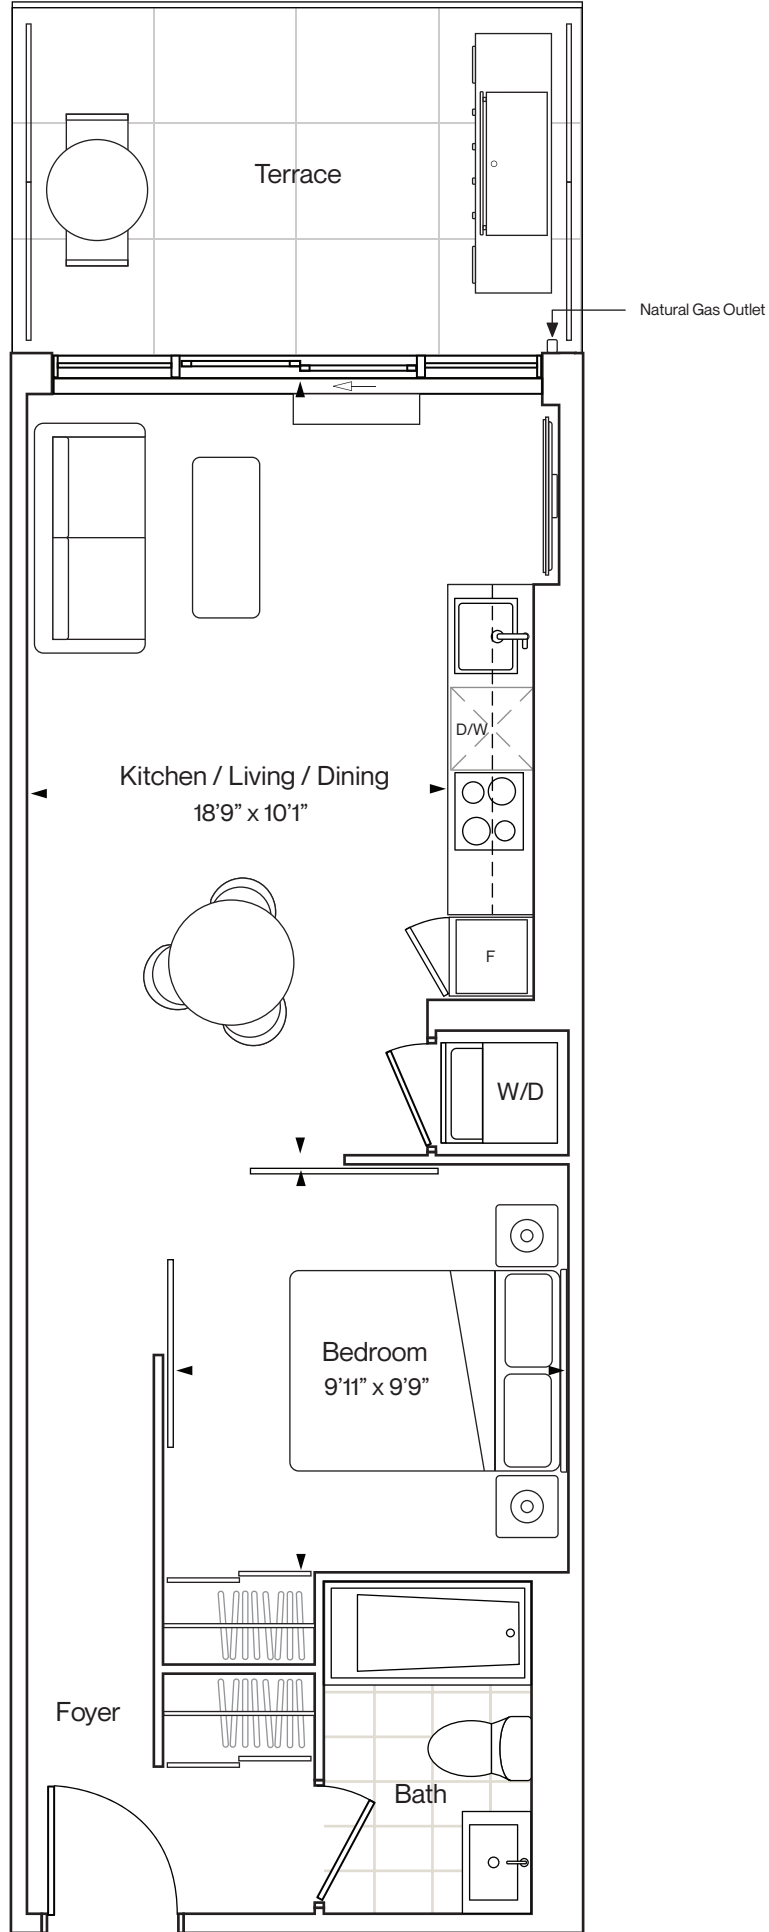 Terrace
Natural Gas Outlet
D/W
Kitchen / Living / Dining
18’9” x 10’1”
F
W/D
Bedroom
9’11” x 9’9”
Foyer
Bath